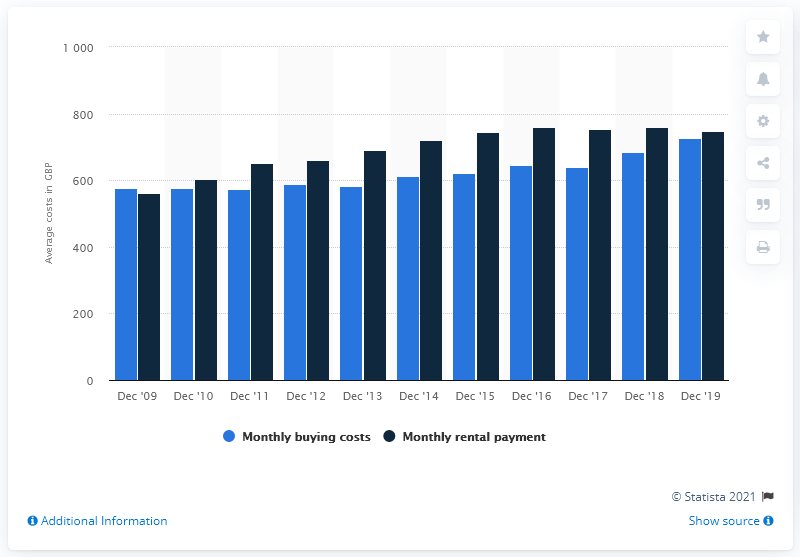 1 000
800
600
400
200
0
Average costs in GBP
Dec '09 Dec '10 Dec '11 Dec '12 Dec '13 Dec '14 Dec '15 Dec '16 Dec '17 Dec '18 Dec '19
Monthly buying costs Monthly rental payment
© Statista 2021
Additional Information Show source